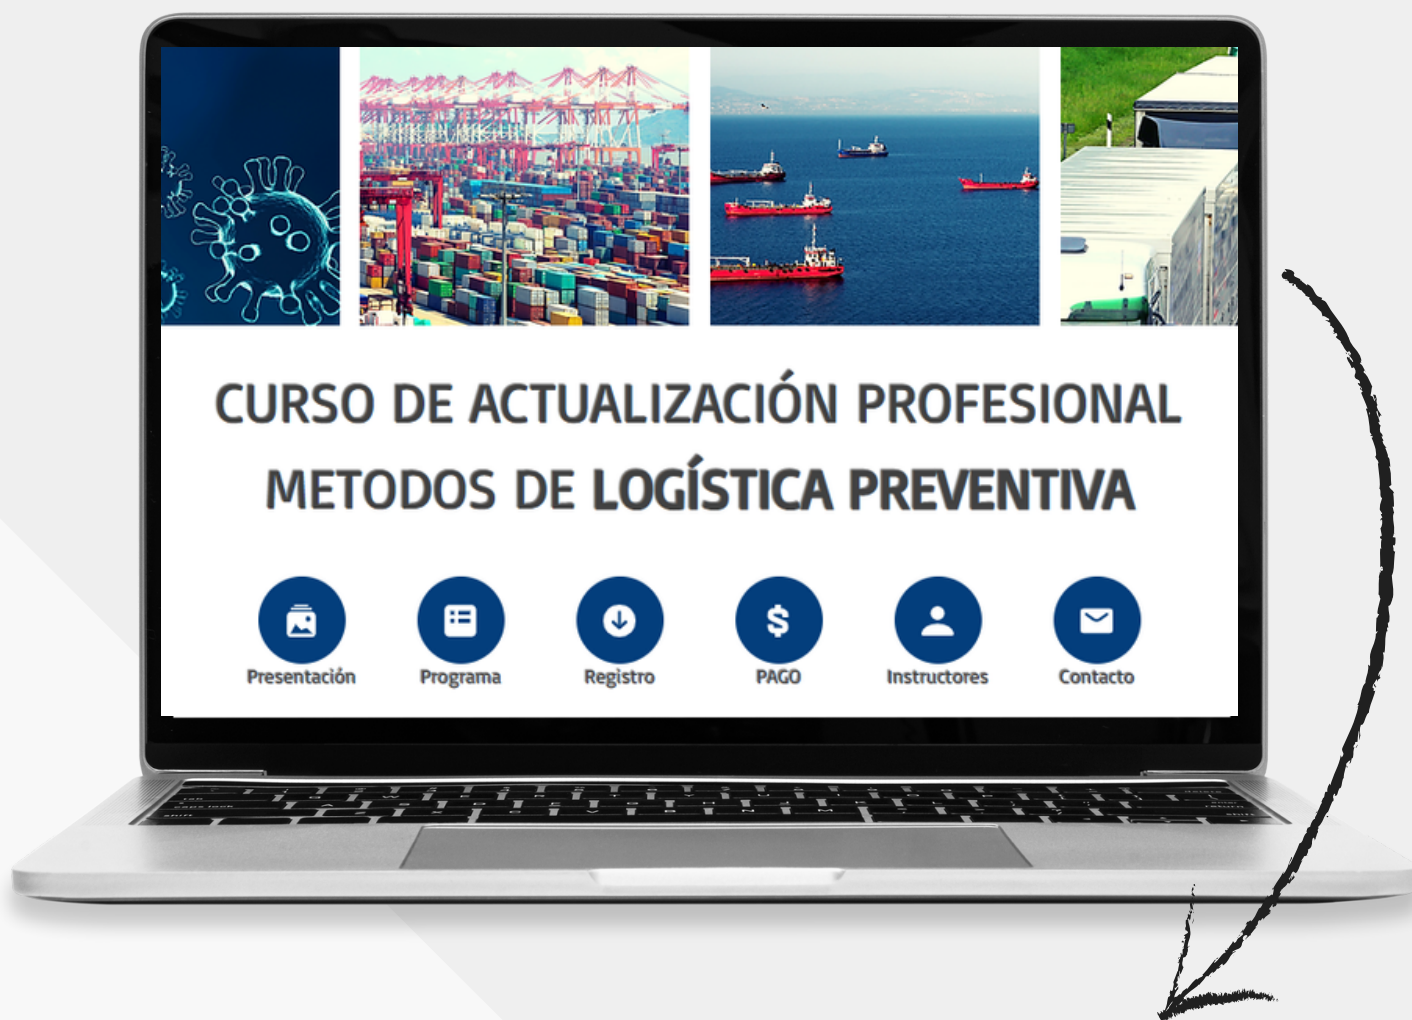 CURSO DE ACTUALIZACIÓN PROFESIONAL
METODOS DE LOGÍSTICA PREVENTIVA
Presentación Programa Registro PAGO Instructores Contacto